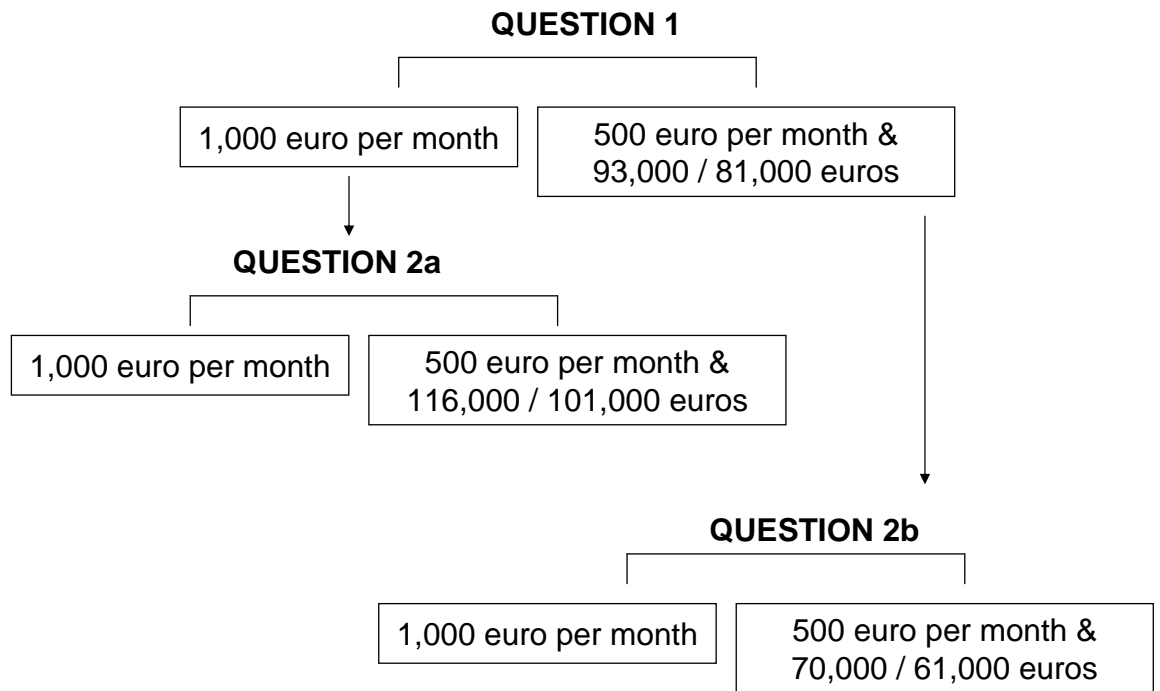 QUESTION 1
1,000 euro per month
500 euro per month &
93,000 / 81,000 euros
QUESTION 2a
1,000 euro per month
500 euro per month &
116,000 / 101,000 euros
QUESTION 2b
1,000 euro per month
500 euro per month &
70,000 / 61,000 euros